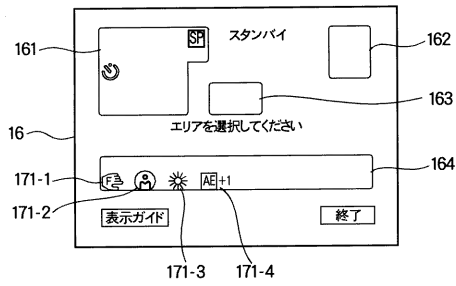 161
SP
スタンバイ
162
163
16
エリアを選択してください
164
171-1
F
171-2
AE+1
表示ガイド
終了
171-3
171-4